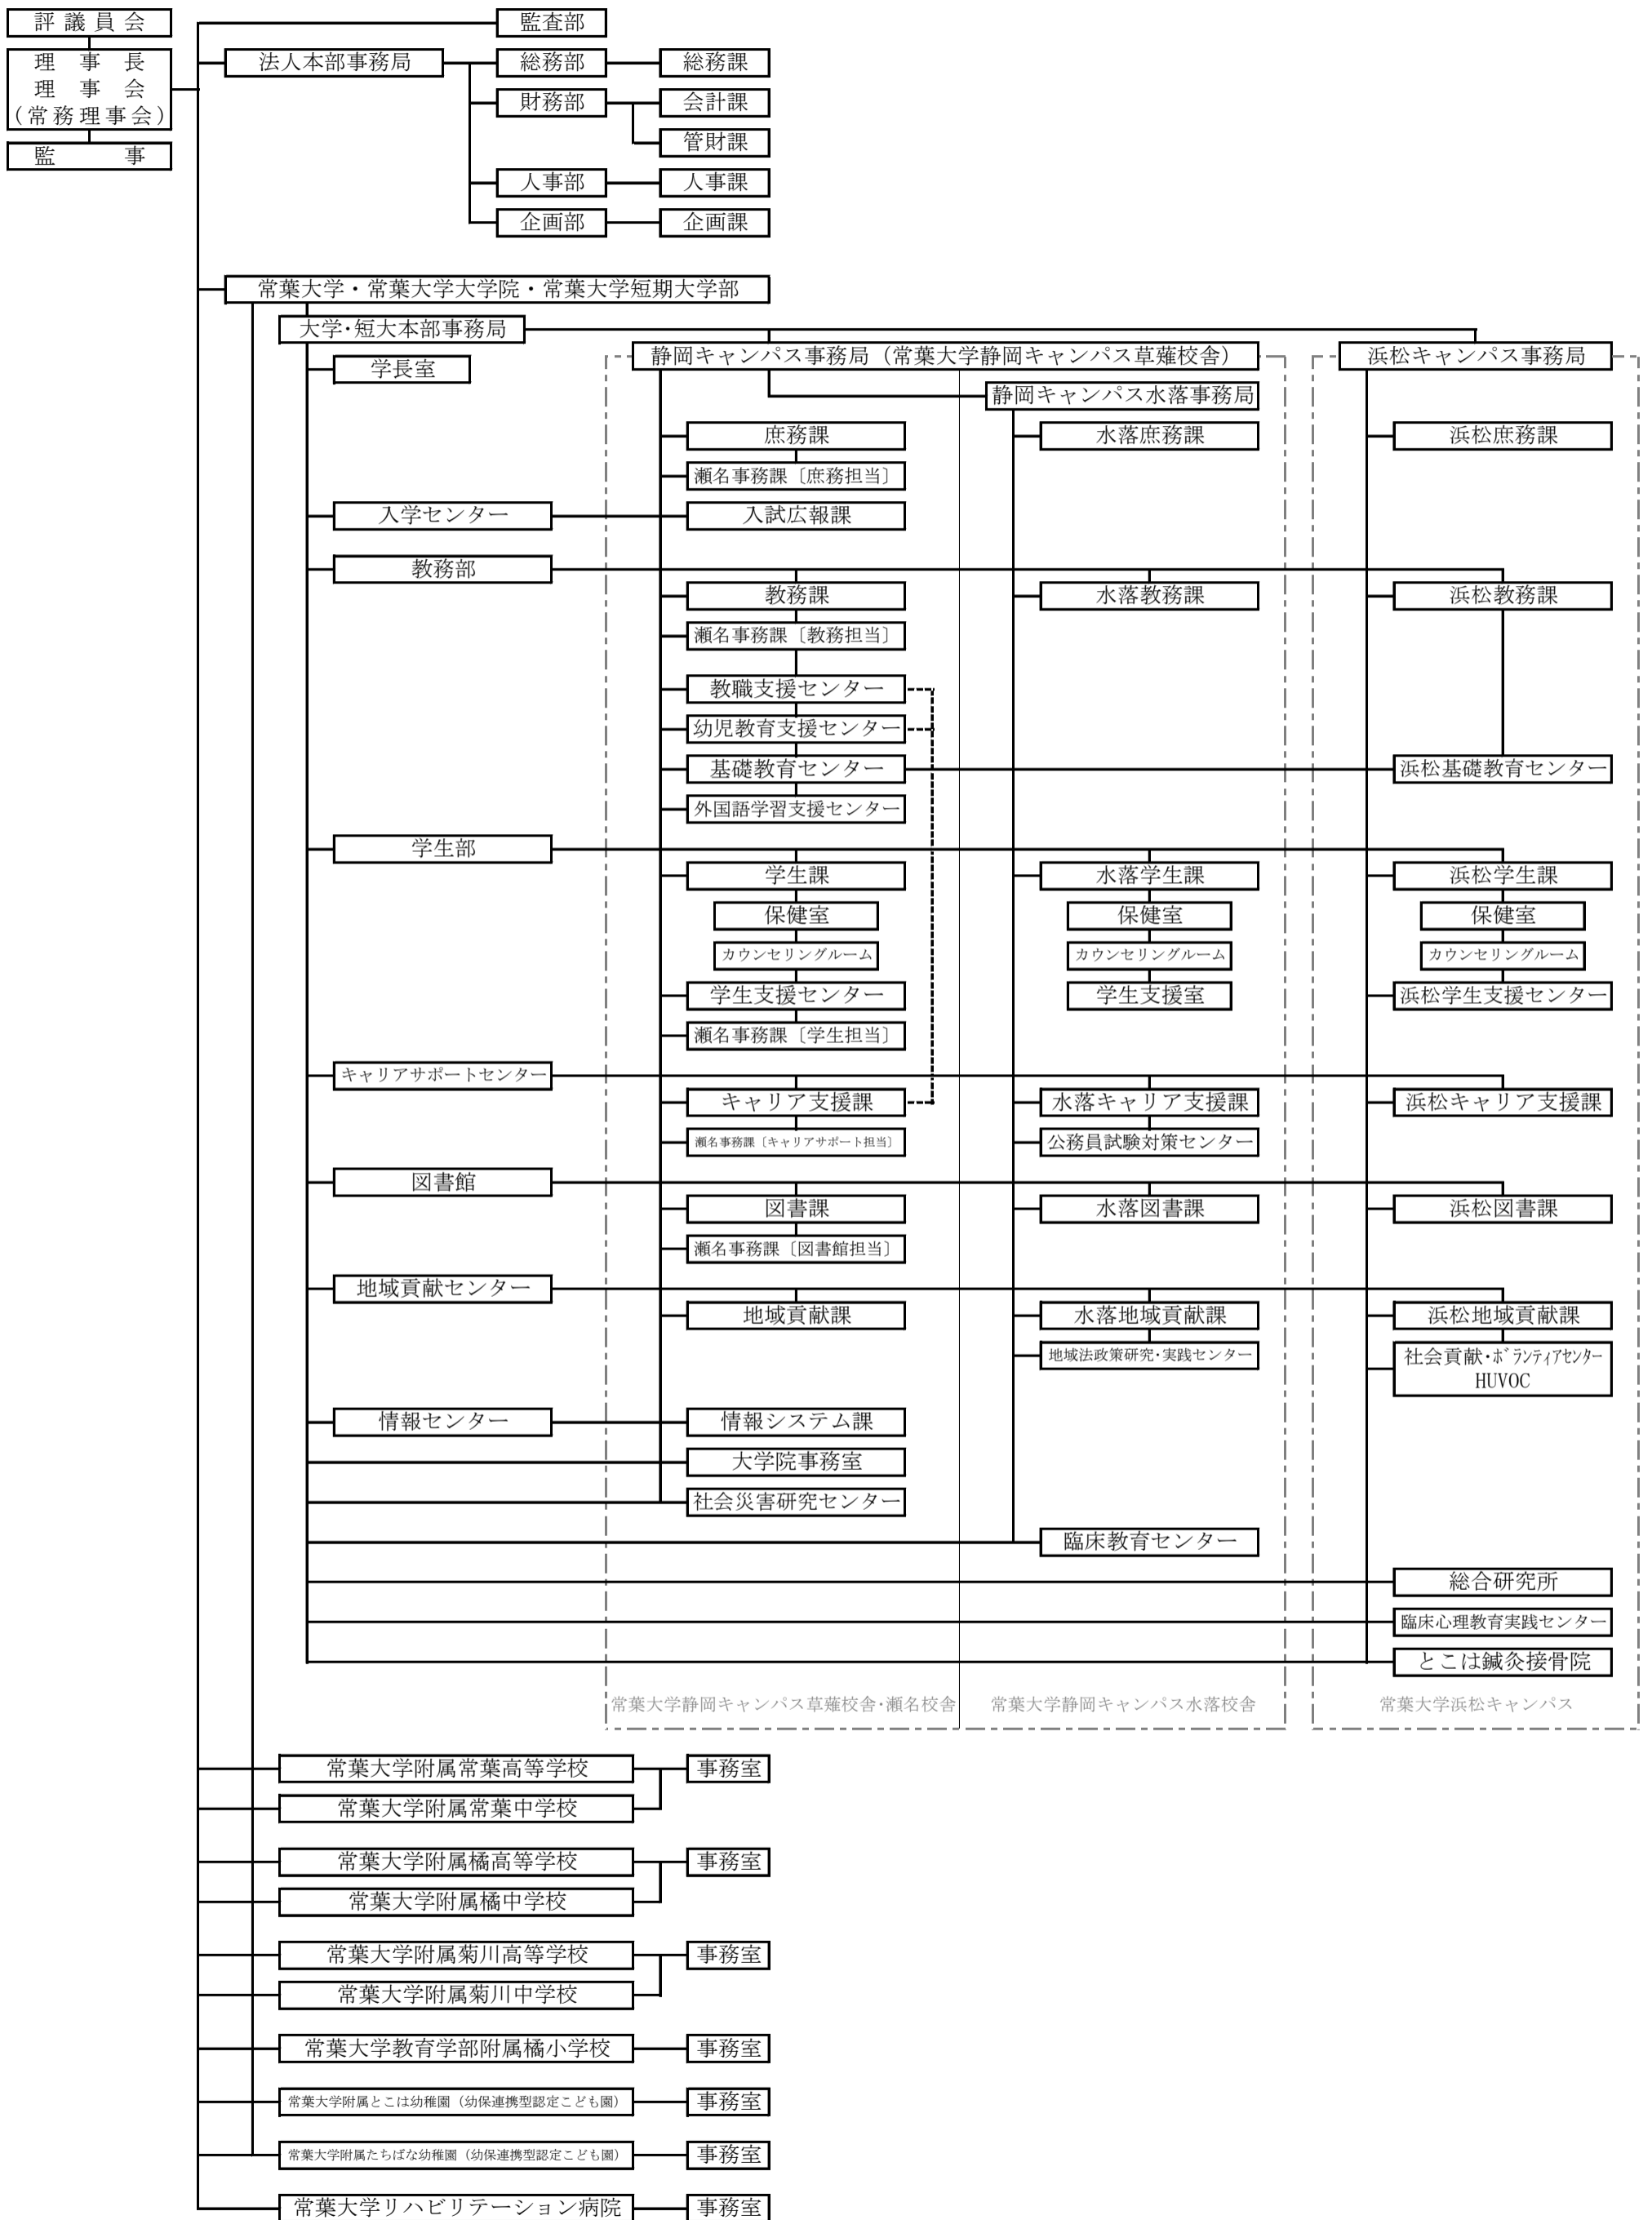 評議員会
理事長
理事会
（常務理事会）
監事
監査部
法人本部事務局
総務部
総務課
財務部
会計課
管財課
人事部
人事課
企画部
企画課
常葉大学・常葉大学大学院・常葉大学短期大学部
大学・短大本部事務局
静岡キャンパス事務局（常葉大学静岡キャンパス草薙校舎）
浜松キャンパス事務局
学長室
静岡キャンパス水落事務局
庶務課
水落庶務課
浜松庶務課
瀬名事務課〔庶務担当〕
入学センター
入試広報課
教務部
教務課
水落教務課
浜松教務課
瀬名事務課〔教務担当〕
教職支援センター
幼児教育支援センター
基礎教育センター
浜松基礎教育センター
外国語学習支援センター
学生部
学生課
水落学生課
浜松学生課
保健室
保健室
保健室
カウンセリングルーム
カウンセリングルーム
カウンセリングルーム
学生支援センター
学生支援室
浜松学生支援センター
瀬名事務課〔学生担当〕
キャリアサポートセンター
キャリア支援課
水落キャリア支援課
浜松キャリア支援課
瀬名事務課〔キャリアサポート担当〕
公務員試験対策センター
図書館
図書課
水落図書課
浜松図書課
瀬名事務課〔図書館担当〕
地域貢献センター
地域貢献課
水落地域貢献課
浜松地域貢献課
地域法政策研究・実践センター
社会貢献・ﾎﾞﾗﾝﾃｨｱｾﾝﾀｰ
HUVOC
情報センター
情報システム課
大学院事務室
社会災害研究センター
臨床教育センター
総合研究所
臨床心理教育実践センター
とこは鍼灸接骨院
常葉大学静岡キャンパス草薙校舎・瀬名校舎
常葉大学静岡キャンパス水落校舎
常葉大学浜松キャンパス
常葉大学附属常葉高等学校
事務室
常葉大学附属常葉中学校
常葉大学附属橘高等学校
事務室
常葉大学附属橘中学校
常葉大学附属菊川高等学校
事務室
常葉大学附属菊川中学校
常葉大学教育学部附属橘小学校
事務室
常葉大学附属とこは幼稚園（幼保連携型認定こども園）
事務室
常葉大学附属たちばな幼稚園（幼保連携型認定こども園）
事務室
常葉大学リハビリテーション病院
事務室